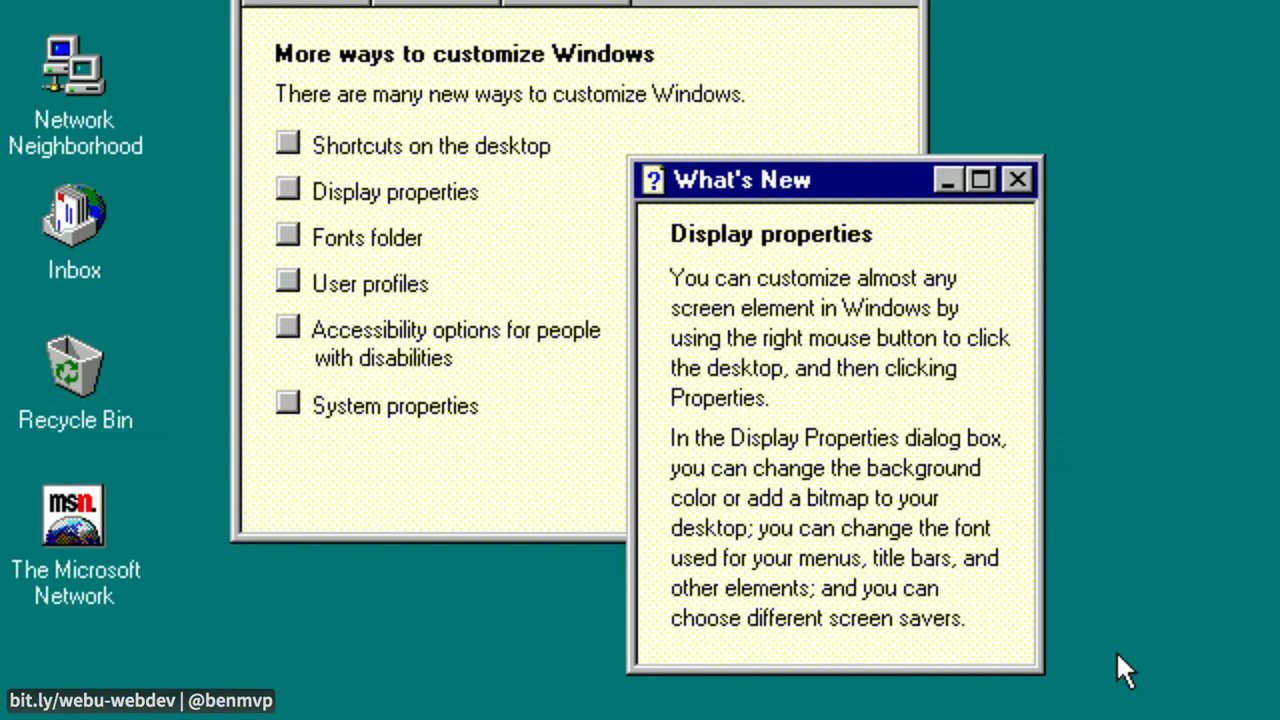 Network
Neighborhood
Inbox
Recycle Bin
msn.
The Microsoft
Network
More ways to customize Windows
There are many new ways to customize Windows.
Shortcuts on the desktop
Display properties
Fonts folder
User profiles
Accessibility options for people
with disabilities
System properties
? What's New
Display properties
You can customize almost any
screen element in Windows by
using the right mouse button to click
the desktop, and then clicking
Properties.
In the Display Properties dialog box,
you can change the background
color or add a bitmap to your
desktop; you can change the font
used for your menus, title bars, and
other elements; and you can
choose different screen savers.
bit.ly/webu-webdev | @benmvp